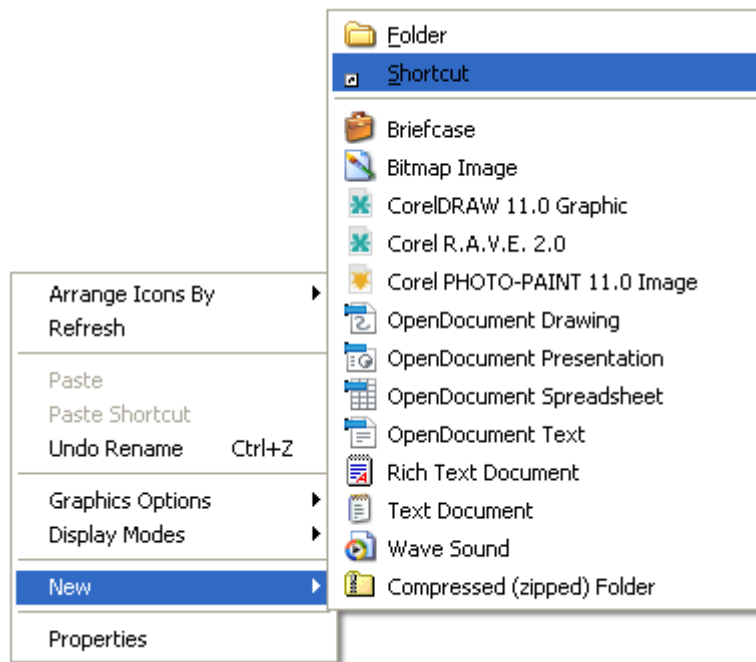 Folder
Shortcut
Briefcase
Bitmap Image
CorelDRAW 11.0 Graphic
Corel R.A.V.E. 2.0
Corel PHOTO-PAINT 11.0 Image
OpenDocument Drawing
OpenDocument Presentation
OpenDocument Spreadsheet
OpenDocument Text
Rich Text Document
Text Document
Wave Sound
Compressed (zipped) Folder
Arrange Icons By
Refresh
Paste
Paste Shortcut
Undo Rename Ctrl+Z
Graphics Options
Display Modes
New
Properties